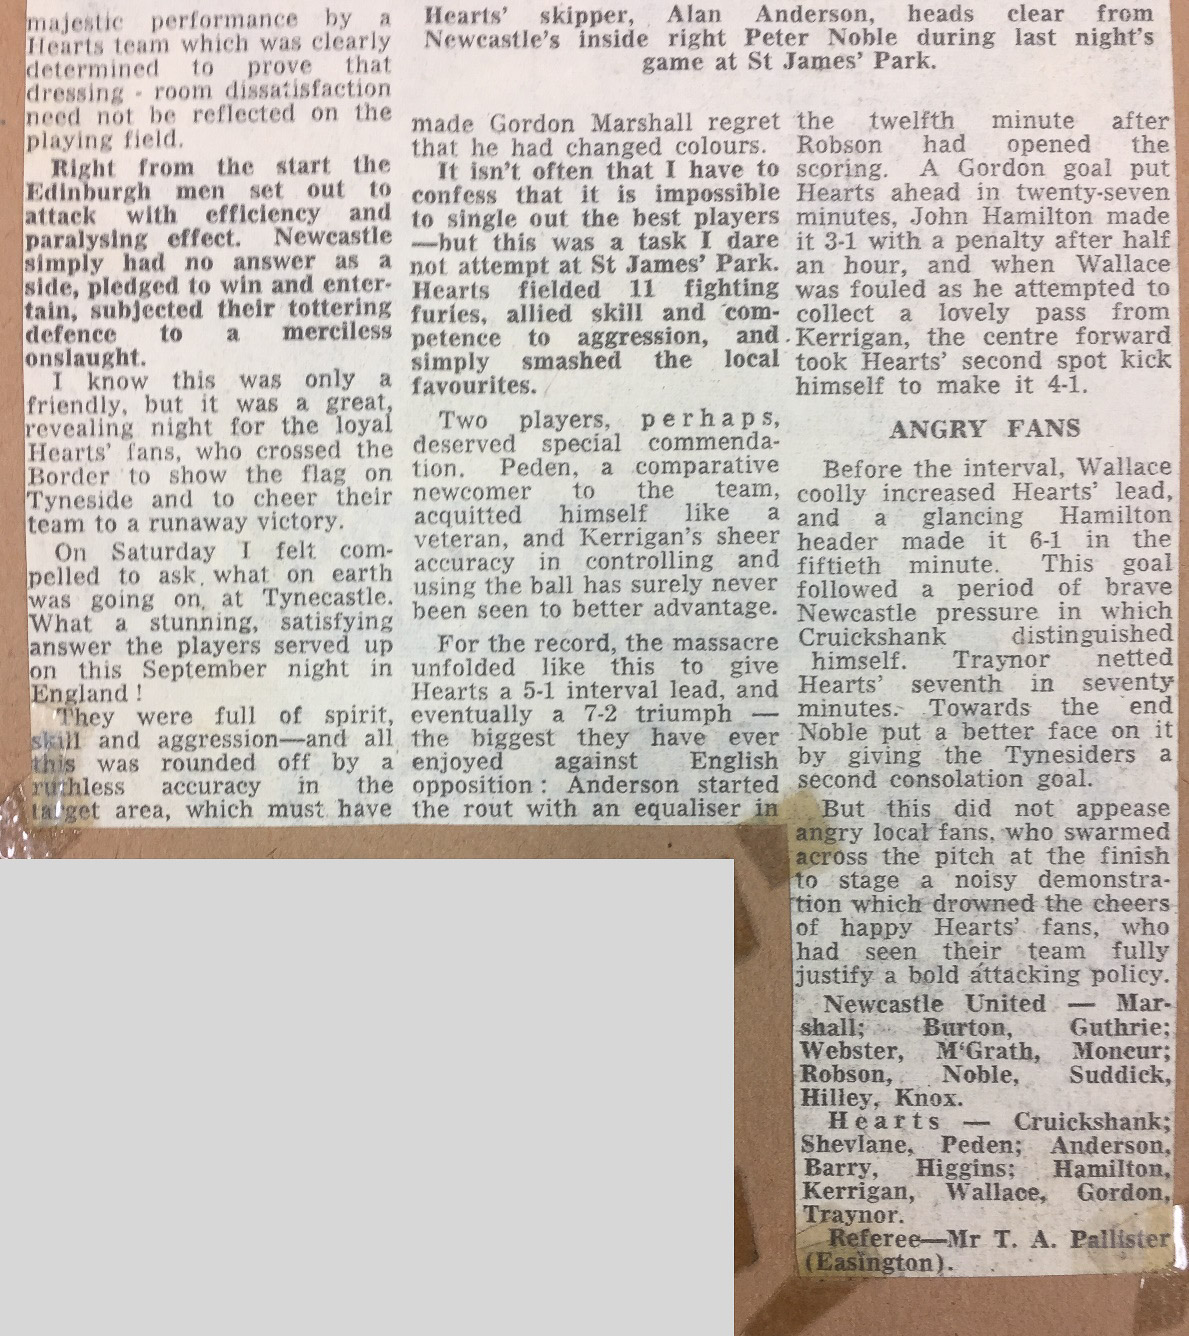 majestic performance by a
Hearts team which was clearly
determined to prove that
dressing - room dissatisfaction
need not be reflected on the
playing field.
Right from the start the
Edinburgh men set out to
attack with efficiency and
paralysing effect. Newcastle
simply had no answer as a
side, pledged to win and enter-
tain, subjected their tottering
defence to a merciless
onslaught.
I know this was only a
friendly, but it was a great,
revealing night for the loyal
Hearts' fans, who crossed the
Border to show the flag on
Tyneside and to cheer their
team to a runaway victory.
On Saturday I felt com-
pelled to ask what on earth
was going on at Tynecastle.
What a stunning, satisfying
answer the players served up
on this September night in
England !
They were full of spirit,
skill and aggression—and all
this was rounded off by a
ruthless accuracy in the
target area, which must have
Hearts' skipper, Alan Anderson, heads clear from
Newcastle's inside right Peter Noble during last night's
game at St James' Park.
made Gordon Marshall regret
that he had changed colours.
It isn't often that I have to
confess that it is impossible
to single out the best players
—but this was a task I dare
not attempt at St James' Park.
Hearts fielded 11 fighting
furies, allied skill and com-
petence to aggression, and
simply smashed the local
favourites.
Two players, perhaps,
deserved special commenda-
tion. Peden, a comparative
newcomer to the team,
acquitted himself like a
veteran, and Kerrigan's sheer
accuracy in controlling and
using the ball has surely never
been seen to better advantage.
For the record, the massacre
unfolded like this to give
Hearts a 5-1 interval lead, and
eventually a 7-2 triumph —
the biggest they have ever
enjoyed against English
opposition : Anderson started
the rout with an equaliser in
the twelfth minute after
Robson had opened the
scoring. A Gordon goal put
Hearts ahead in twenty-seven
minutes, John Hamilton made
it 3-1 with a penalty after half
an hour, and when Wallace
was fouled as he attempted to
collect a lovely pass from
Kerrigan, the centre forward
took Hearts' second spot kick
himself to make it 4-1.
ANGRY FANS
Before the interval, Wallace
coolly increased Hearts' lead,
and a glancing Hamilton
header made it 6-1 in the
fiftieth minute. This goal
followed a period of brave
Newcastle pressure in which
Cruickshank distinguished
himself. Traynor netted
Hearts' seventh in seventy
minutes. Towards the end
Noble put a better face on it
by giving the Tynesiders a
second consolation goal.
But this did not appease
angry local fans, who swarmed
across the pitch at the finish
to stage a noisy demonstra-
tion which drowned the cheers
of happy Hearts' fans, who
had seen their team fully
justify a bold attacking policy.
Newcastle United — Mar-
shall; Burton, Guthrie;
Webster, M'Grath, Moncur;
Robson, Noble, Suddick,
Hilley, Knox.
Hearts — Cruickshank;
Shevlane, Peden; Anderson,
Barry, Higgins; Hamilton,
Kerrigan, Wallace, Gordon,
Traynor.
Referee—Mr T. A. Pallister
(Easington).